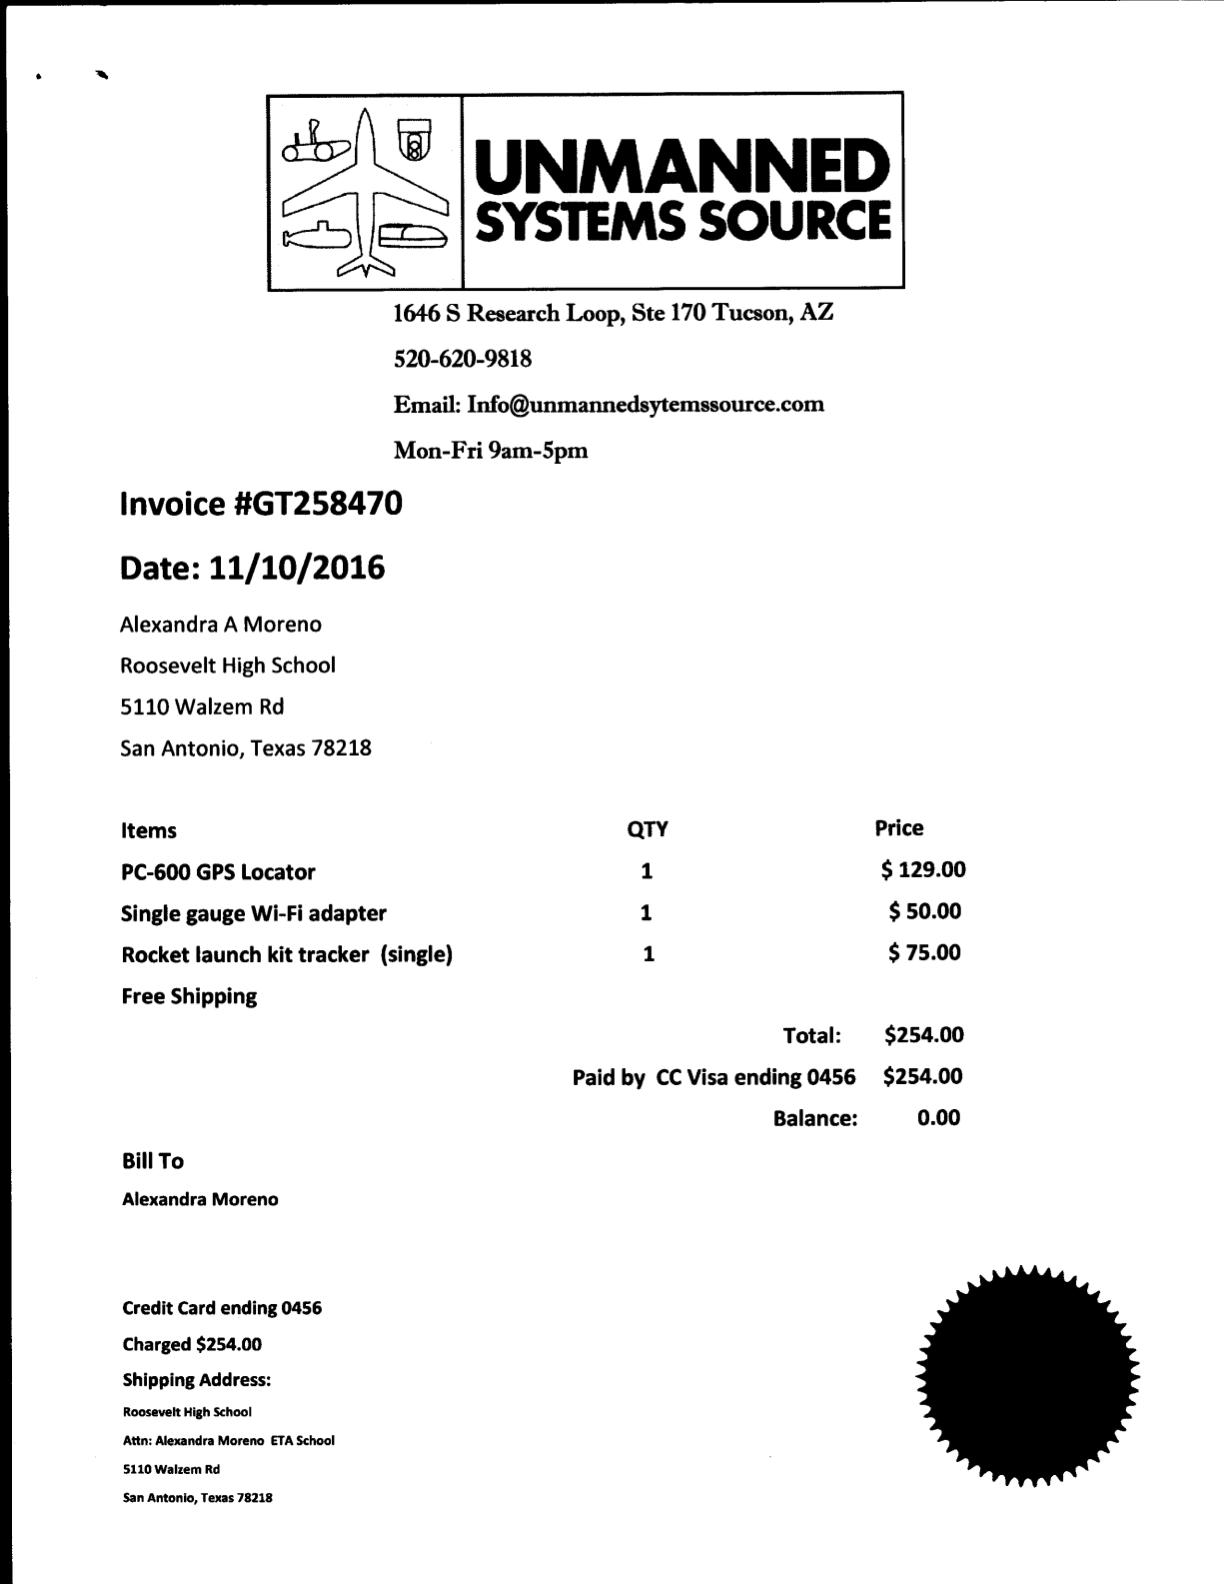 UNMANNED
SYSTEMS SOURCE
1646 S Research Loop, Ste 170 Tucson, AZ
520-620-9818
Email: Info@unmannedsytemssource.com
Mon-Fri 9am-5pm
Invoice #GT258470
Date: 11/10/2016
Alexandra A Moreno
Roosevelt High School
5110 Walzem Rd
San Antonio, Texas 78218
Items QTY Price
PC-600 GPS Locator 1 $ 129.00
Single gauge Wi-Fi adapter 1 $ 50.00
Rocket launch kit tracker (single) 1 $ 75.00
Free Shipping
Total: $254.00
Paid by CC Visa ending 0456 $254.00
Balance: 0.00
Bill To
Alexandra Moreno
Credit Card ending 0456
Charged $254.00
Shipping Address:
Roosevelt High School
Attn: Alexandra Moreno ETA School
5110 Walzem Rd
San Antonio, Texas 78218